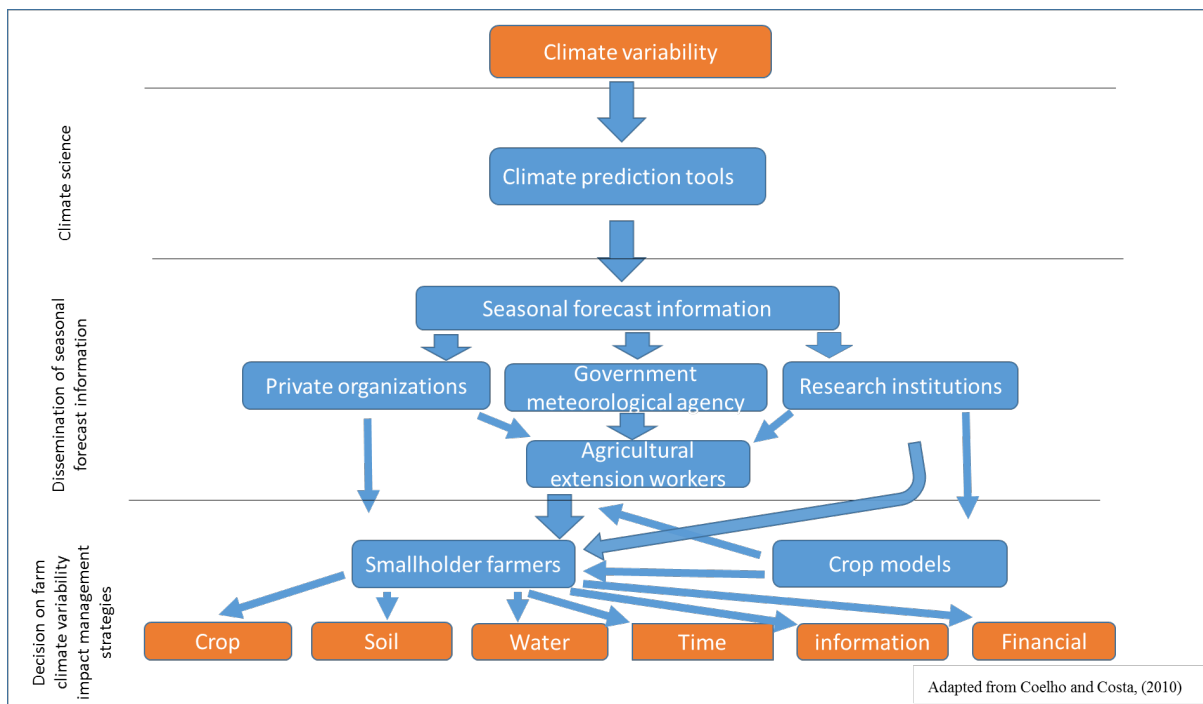 Climate variability
Climate science
Climate prediction tools
Dissemination of seasonal
forecast information
Seasonal forecast information
Private organizations
Government
meteorological agency
Research institutions
Agricultural
extension workers
Decision on farm
climate variability
impact management
strategies
Smallholder farmers
Crop models
Crop
Soil
Water
Time
information
Financial
Adapted from Coelho and Costa, (2010)